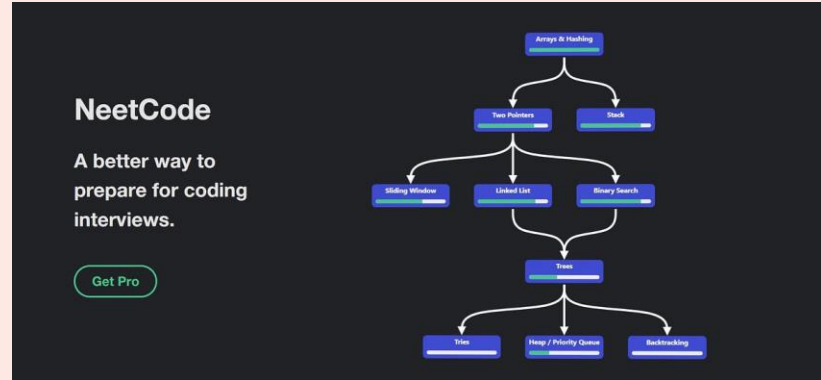 NeetCode
A better way to
prepare for coding
interviews.
Get Pro
Arrays & Hashing
Two Pointers
Stack
Sliding Window
Linked List
Binary Search
Trees
Tries
Heap / Priority Queue
Backtracking